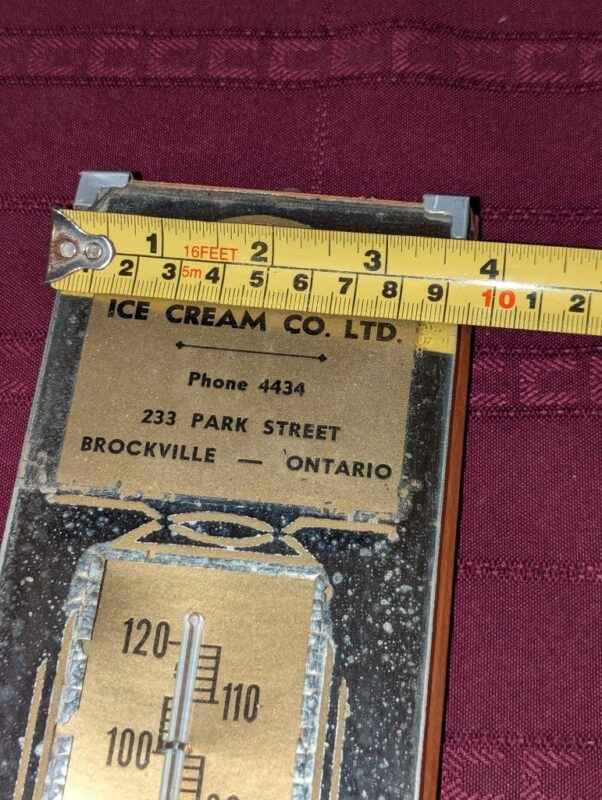 1 16FEET 2 3 4
1 2 3 5m 4 5 6 7 8 9 10 1 2
ICE CREAM CO. LTD.
Phone 4434
233 PARK STREET
BROCKVILLE — ONTARIO
120
110
100